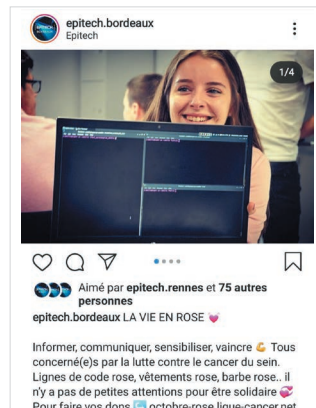 epitech.bordeaux
Epitech
1/4
Aimé par epitech.rennes et 75 autres
personnes
epitech.bordeaux LA VIE EN ROSE 💓
Informer, communiquer, sensibiliser, vaincre 💪 Tous
concerné(e)s par la lutte contre le cancer du sein.
Lignes de code rose, vêtements rose, barbe rose.. il
n'y a pas de petites attentions pour être solidaire 💞
Pour faire vos dons octobre-rose.ligue-cancer.net